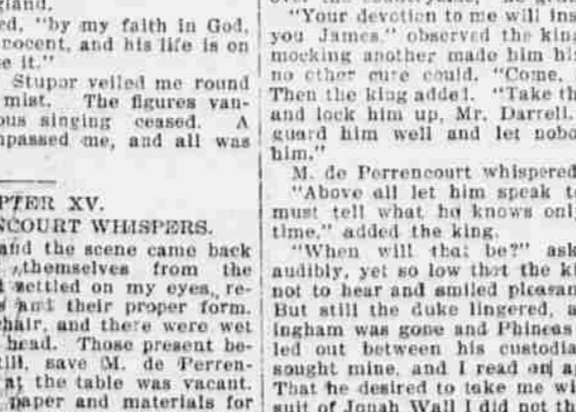 gland.
ed, "by my faith in God,
nocent, and his life is on
e it."
Stupor veiled me round
mist. The figures van-
ous singing ceased. A
mpassed me, and all was
PTER XV.
NCOURT WHISPERS.
and the scene came back
themselves from the
settled on my eyes, re-
and their proper form.
chair, and there were wet
head. Those present be-
till, save M. de Perren-
at the table was vacant.
paper and materials for
"Your devotion to me will ins
you James." observed the king
mocking another made him hi
no other cure could. "Come,
Then the king added. "Take th
and lock him up, Mr. Darrell.
guard him well and let nobo
him."
M. de Perrencourt whispered
"Above all let him speak to
must tell what he knows onl
time," added the king.
"When will that be?" ask
audibly, yet so low that the ki
not to hear and smiled pleasan
But still the duke lingered, a
ingham was gone and Phineas
led out between his custodia
sought mine, and I read an a
That he desired to take me wi
suit of Jonah Wall I did not th